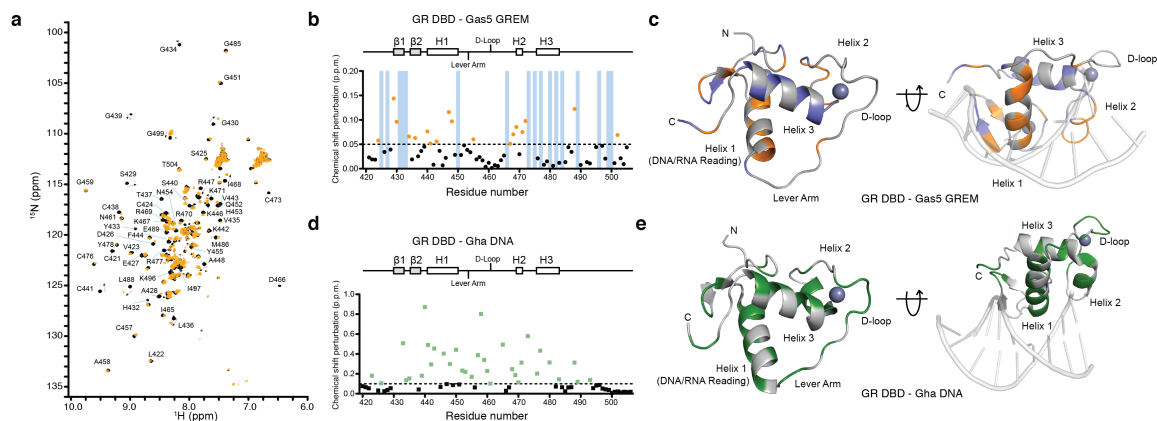 a
100
105
110
115
120
125
130
135
10.0
9.0
8.0
7.0
6.0
¹⁵N (ppm)
¹H (ppm)
G434
G485
G451
G439
G430
G499
S425
T504
S429
S440
R447
I468
G459
T437
N454
K471
C473
C438
C424
V443
N461
R469
R470
Q452
H453
Y433
K467
K446
V435
D426
F444
E489
K442
Y478
V423
M486
C476
C421
R477
Y455
E427
A448
L488
K496
D466
C441
A428
I497
H432
I465
L436
C457
A458
L422
b
GR DBD - Gas5 GREM
β1
β2
H1
D-Loop
H2
H3
Lever Arm
Chemical shift perturbation (p.p.m.)
0.20
0.15
0.10
0.05
0.00
420
430
440
450
460
470
480
490
500
Residue number
c
N
Helix 2
C
Helix 3
D-loop
Helix 1
(DNA/RNA Reading)
Lever Arm
Helix 3
D-loop
C
Helix 2
Helix 1
GR DBD - Gas5 GREM
d
GR DBD - Gha DNA
β1
β2
H1
D-Loop
H2
H3
Lever Arm
Chemical shift perturbation (p.p.m.)
1.0
0.8
0.6
0.4
0.2
0.0
420
430
440
450
460
470
480
490
500
Residue number
e
N
Helix 2
C
D-loop
Helix 3
Helix 1
(DNA/RNA Reading)
Lever Arm
Helix 3
D-loop
C
Helix 2
Helix 1
GR DBD - Gha DNA